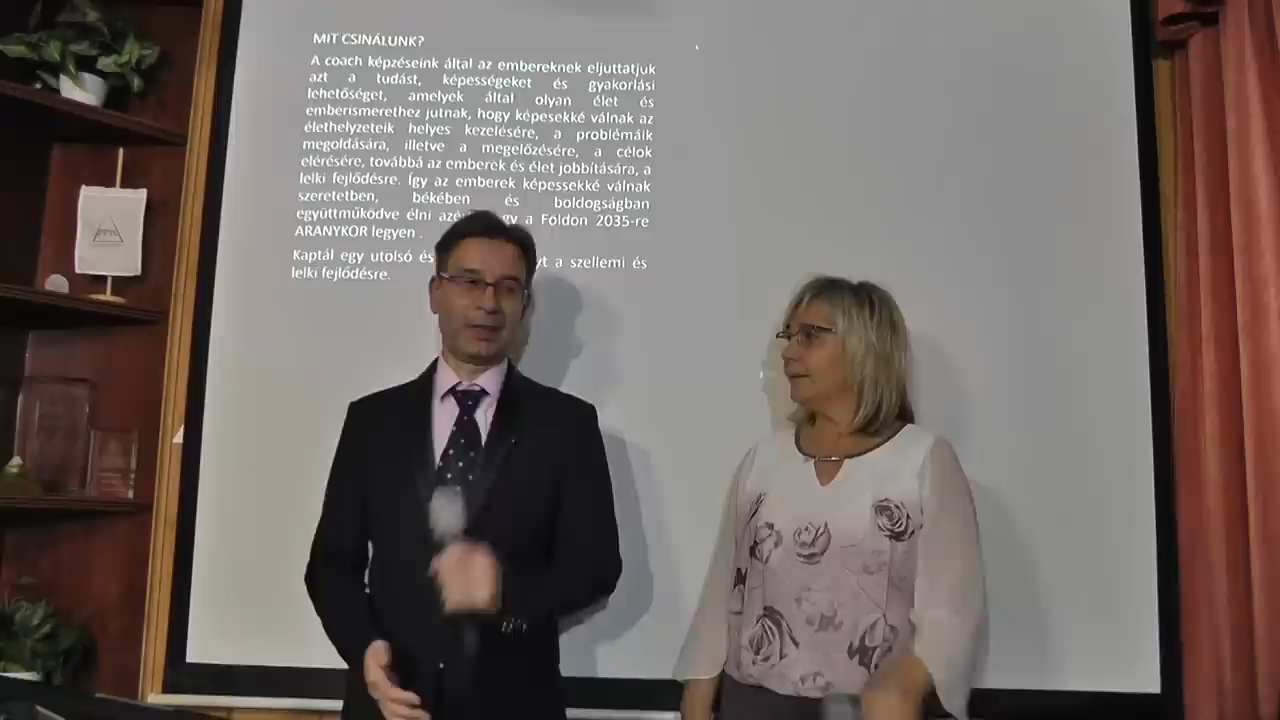 MIT CSINÁLUNK?
A coach képzéseink által az embereknek eljuttatjuk
azt a tudást, képességeket és gyakorlási
lehetőséget, amelyek által olyan élet és
emberismerethez jutnak, hogy képesekké válnak az
élethelyzeteik helyes kezelésére, a problémáik
megoldására, illetve a megelőzésére, a célok
elérésére, továbbá az emberek és élet jobbítására, a
lelki fejlődésre. Így az emberek képessekké válnak
szeretetben, békében és boldogságban
együttműködve élni a Földon 2035-re
ARANYKOR legyen .
Kaptál egy utolsó a szellemi és
lelki fejlődésre.